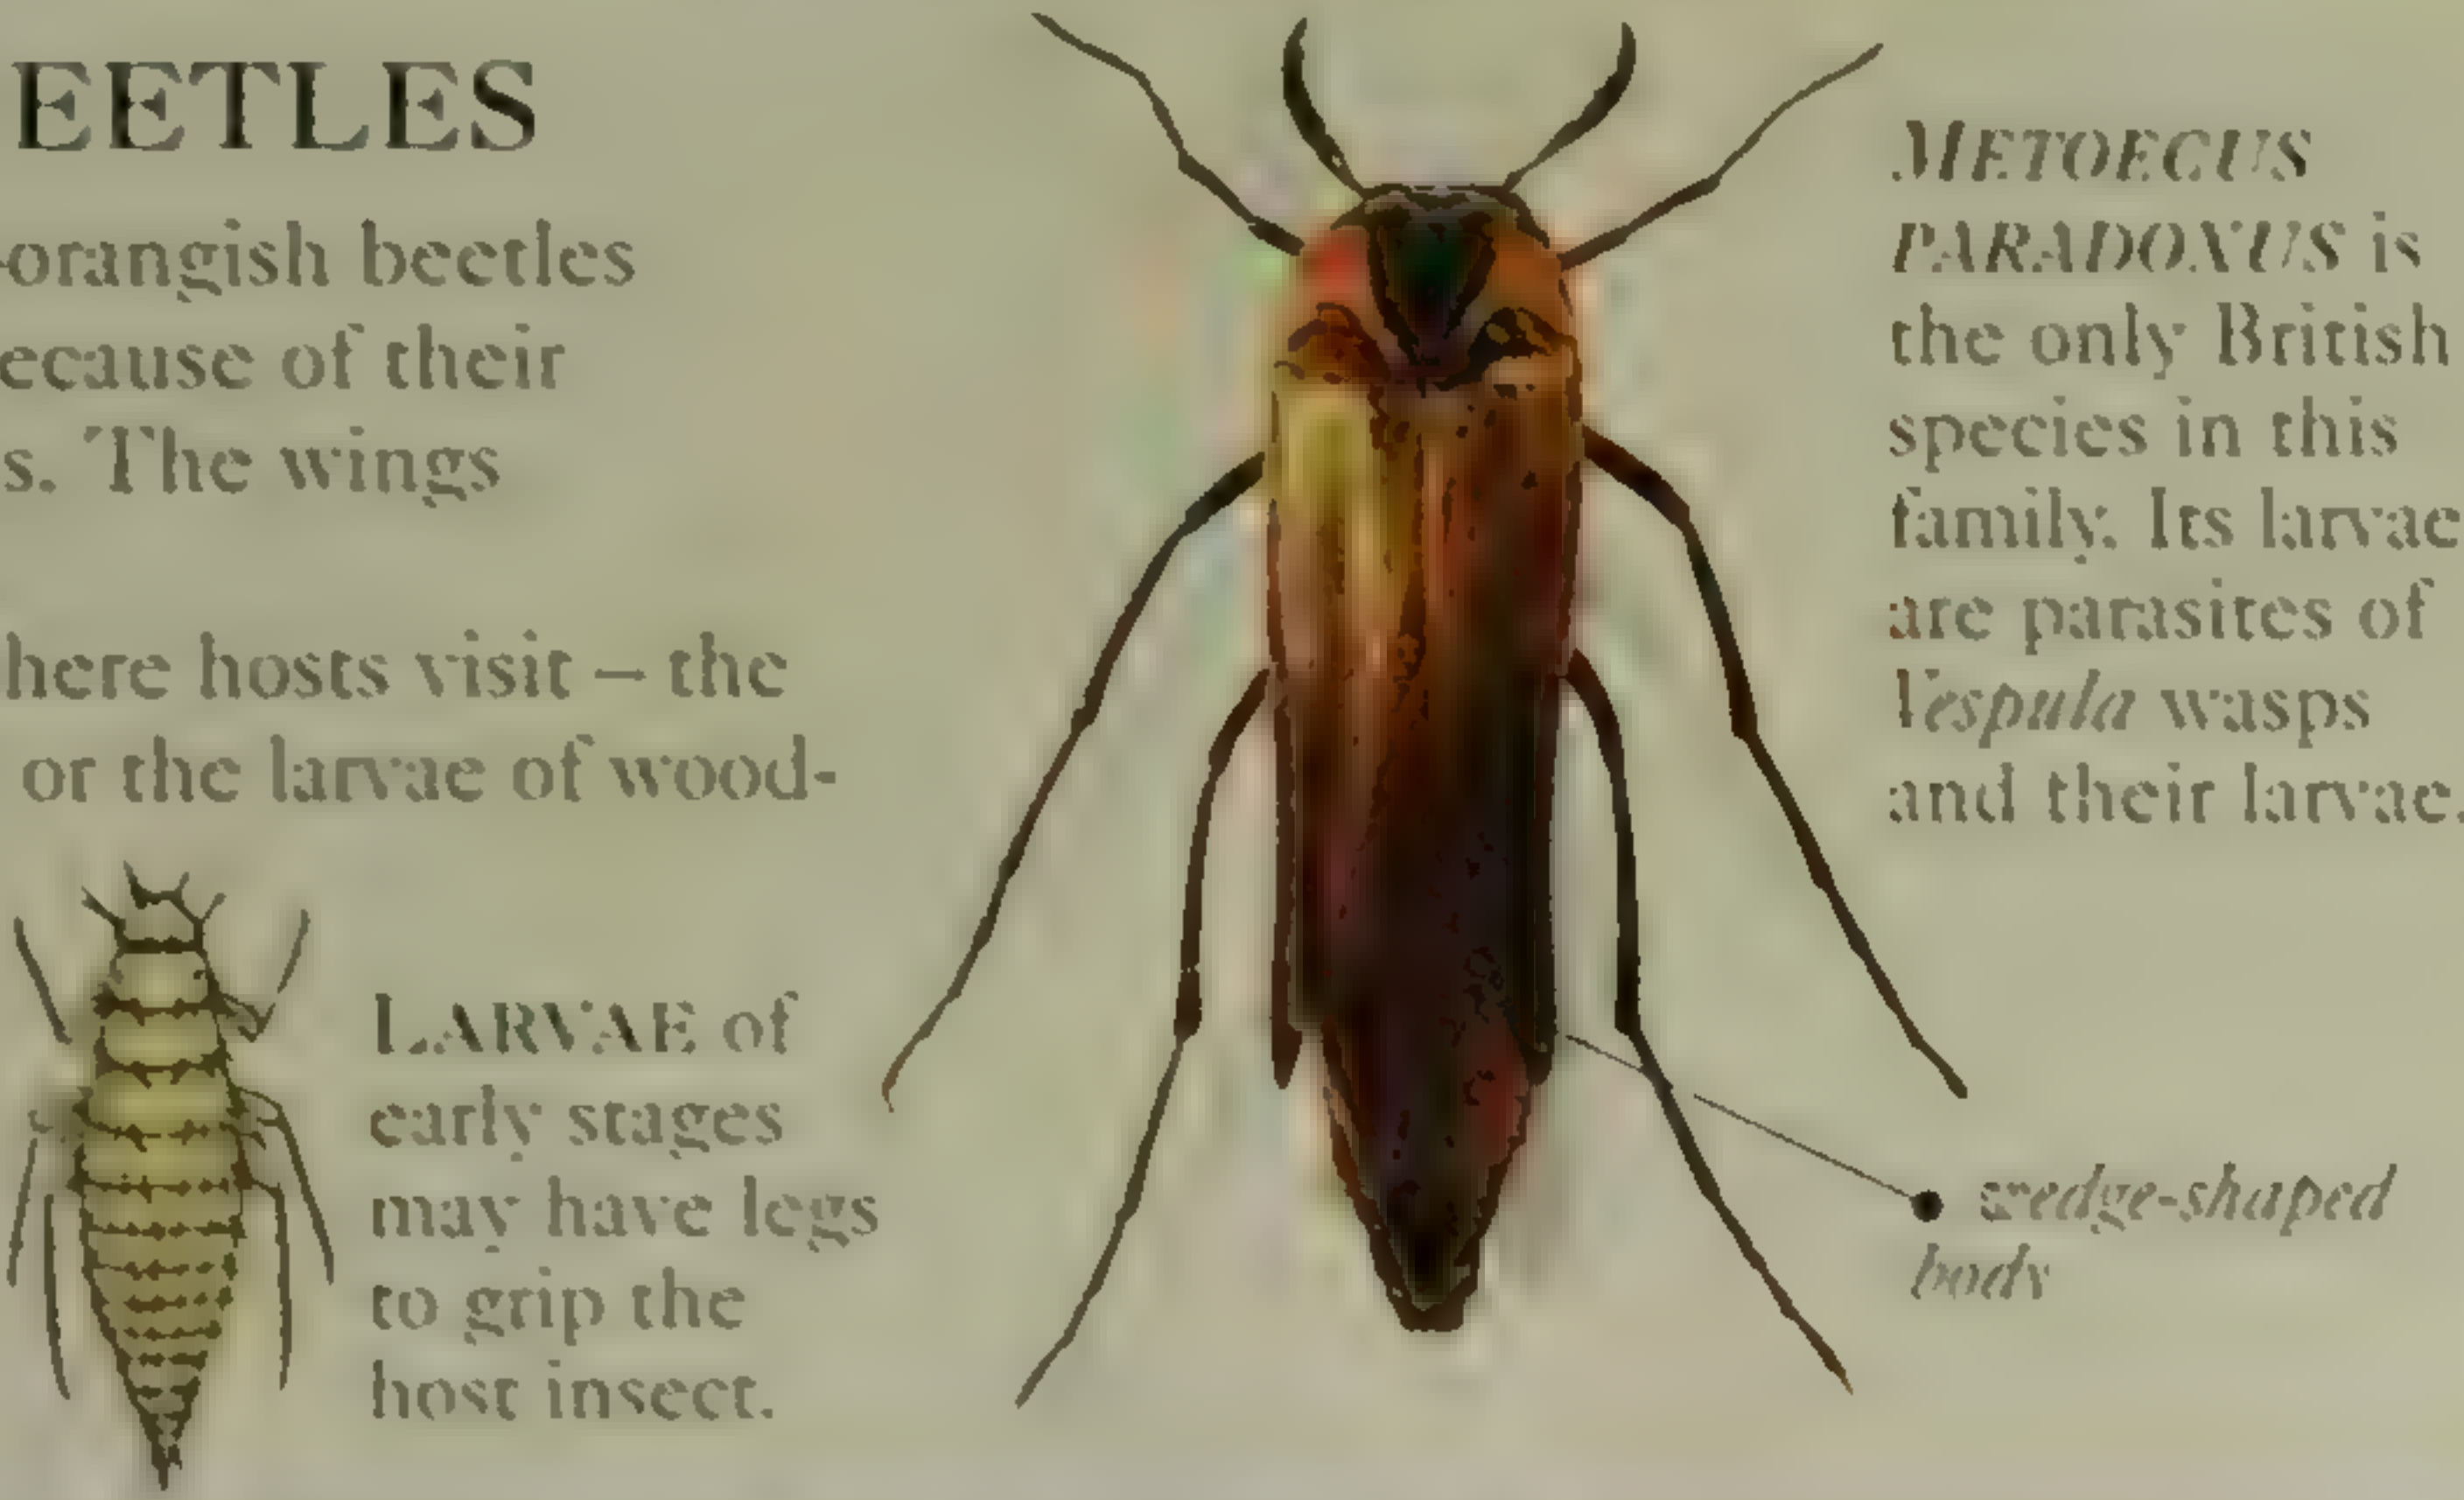 EETLES
-orangish beetles
ecause of their
s. The wings
here hosts visit – the
or the larvae of wood-
LARVAE of
early stages
may have legs
to grip the
host insect.
METOECUS
PARADOXUS is
the only British
species in this
family. Its larvae
are parasites of
Vespula wasps
and their larvae.
wedge-shaped
body